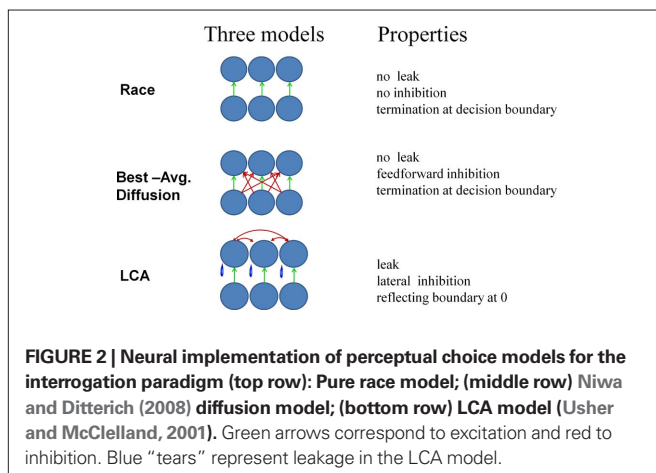 Three models Properties
Race
no leak
no inhibition
termination at decision boundary
Best –Avg.
Diffusion
no leak
feedforward inhibition
termination at decision boundary
LCA
leak
lateral inhibition
reflecting boundary at 0
FIGURE 2 | Neural implementation of perceptual choice models for the
interrogation paradigm (top row): Pure race model; (middle row) Niwa
and Ditterich (2008) diffusion model; (bottom row) LCA model (Usher
and McClelland, 2001). Green arrows correspond to excitation and red to
inhibition. Blue “tears” represent leakage in the LCA model.